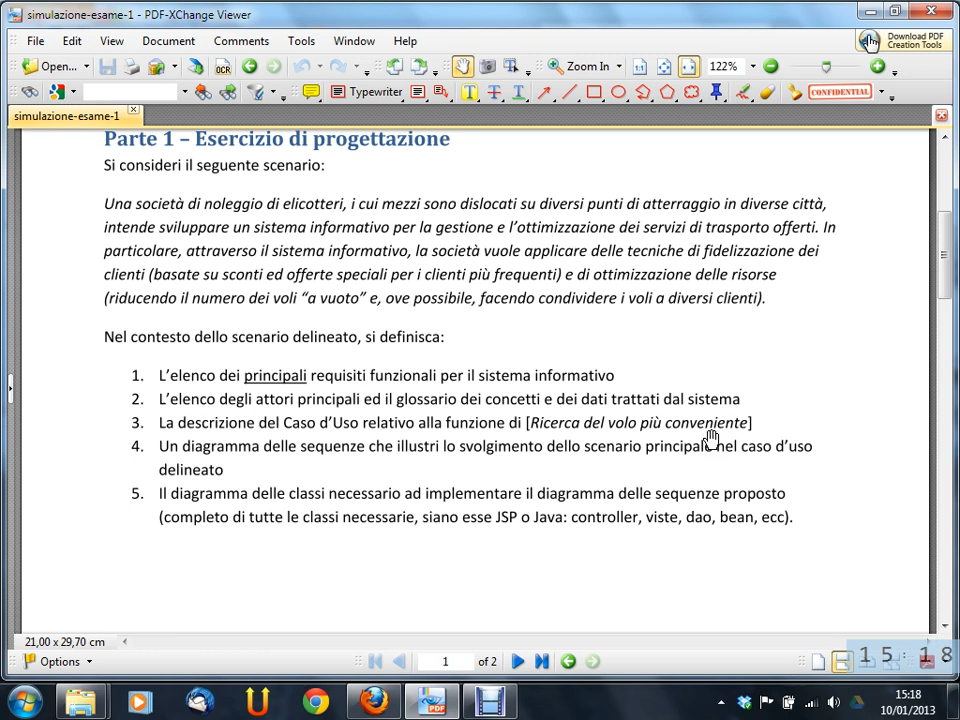 simulazione-esame-1 - PDF-XChange Viewer
File Edit View Document Comments Tools Window Help
Download PDF
Creation Tools
Open... OCR Zoom In 122%
Typewriter CONFIDENTIAL
simulazione-esame-1
Parte 1 – Esercizio di progettazione
Si consideri il seguente scenario:
Una società di noleggio di elicotteri, i cui mezzi sono dislocati su diversi punti di atterraggio in diverse città,
intende sviluppare un sistema informativo per la gestione e l’ottimizzazione dei servizi di trasporto offerti. In
particolare, attraverso il sistema informativo, la società vuole applicare delle tecniche di fidelizzazione dei
clienti (basate su sconti ed offerte speciali per i clienti più frequenti) e di ottimizzazione delle risorse
(riducendo il numero dei voli “a vuoto” e, ove possibile, facendo condividere i voli a diversi clienti).
Nel contesto dello scenario delineato, si definisca:
1. L’elenco dei principali requisiti funzionali per il sistema informativo
2. L’elenco degli attori principali ed il glossario dei concetti e dei dati trattati dal sistema
3. La descrizione del Caso d’Uso relativo alla funzione di [Ricerca del volo più conveniente]
4. Un diagramma delle sequenze che illustri lo svolgimento dello scenario principale nel caso d’uso
delineato
5. Il diagramma delle classi necessario ad implementare il diagramma delle sequenze proposto
(completo di tutte le classi necessarie, siano esse JSP o Java: controller, viste, dao, bean, ecc).
21,00 x 29,70 cm
Options 1 of 2
15:18
PDF
15:18
10/01/2013